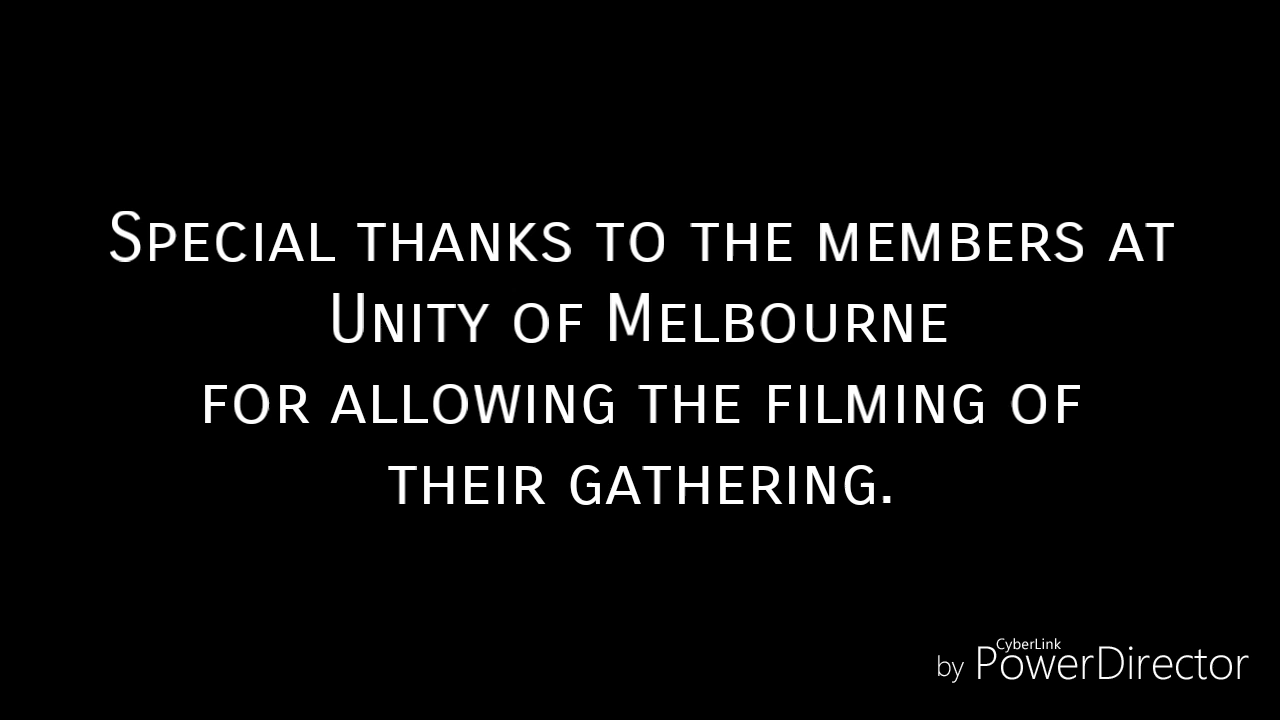 Special thanks to the members at
Unity of Melbourne
for allowing the filming of
their gathering.
by CyberLink PowerDirector